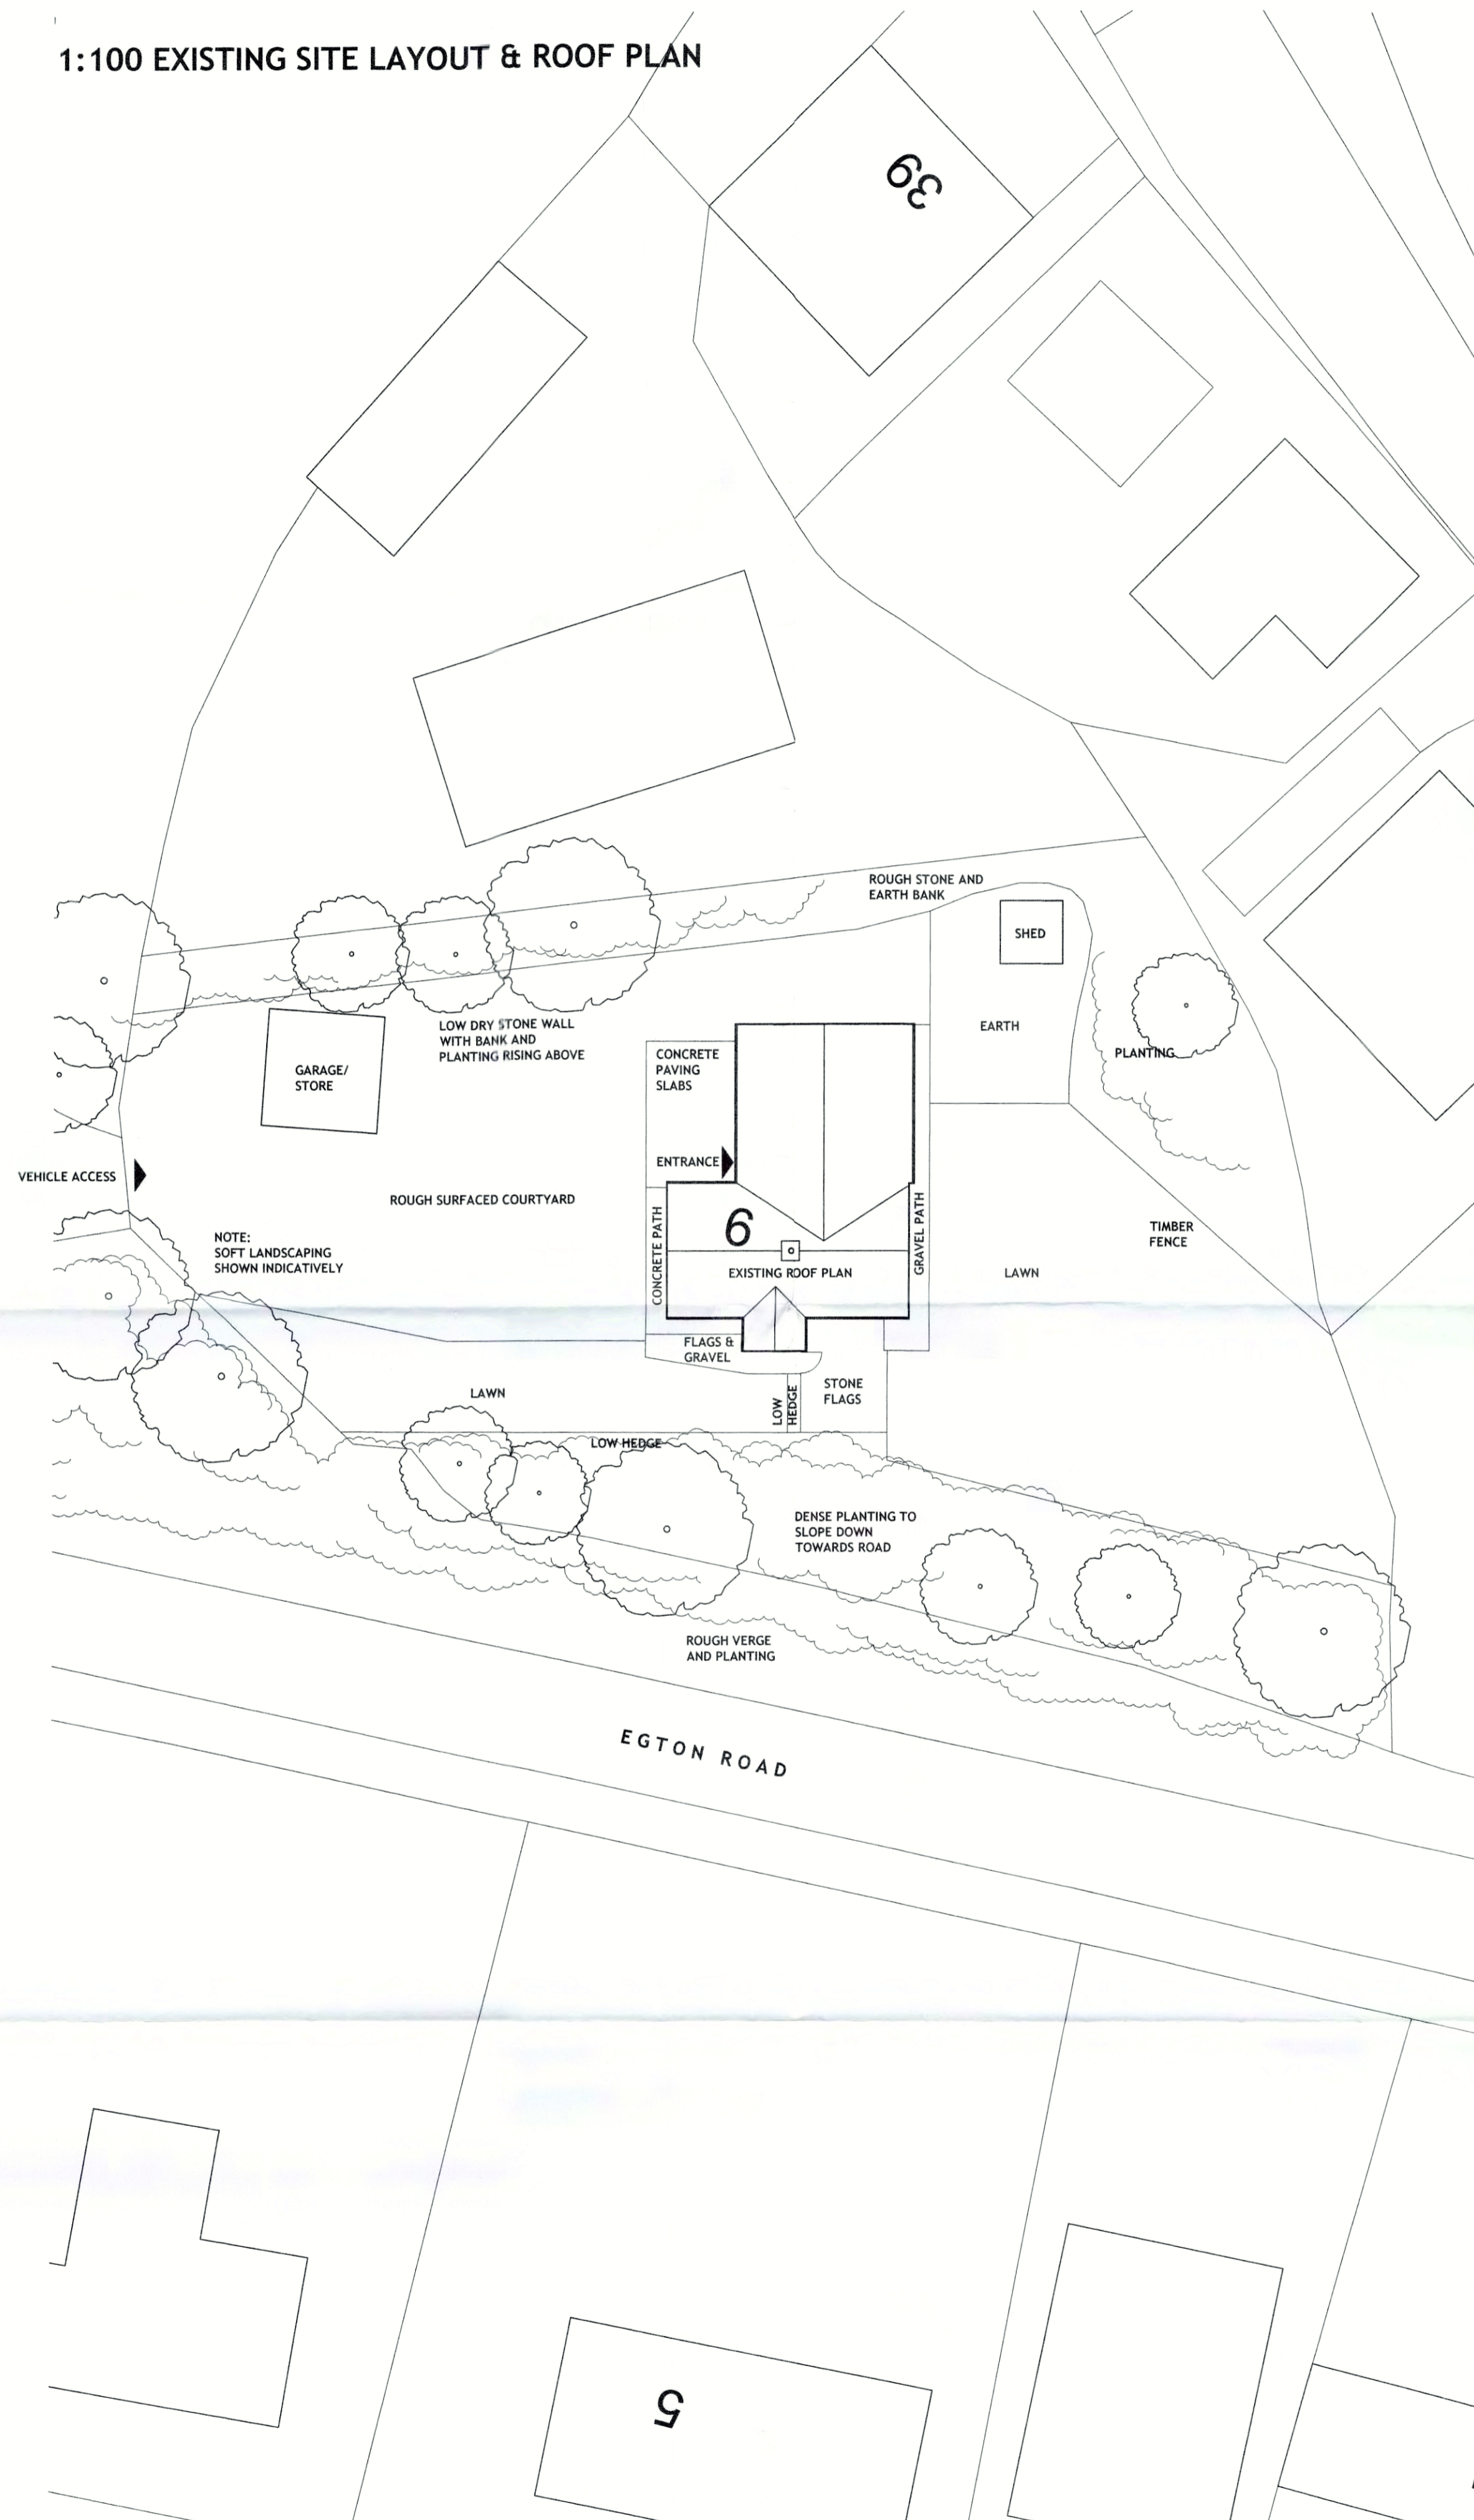 1:100 EXISTING SITE LAYOUT & ROOF PLAN
39
ROUGH STONE AND
EARTH BANK
SHED
LOW DRY STONE WALL
WITH BANK AND
PLANTING RISING ABOVE
EARTH
CONCRETE
PAVING
SLABS
PLANTING
GARAGE/
STORE
ENTRANCE
VEHICLE ACCESS
ROUGH SURFACED COURTYARD
NOTE:
SOFT LANDSCAPING
SHOWN INDICATIVELY
CONCRETE PATH
6
GRAVEL PATH
TIMBER
FENCE
EXISTING ROOF PLAN
LAWN
FLAGS &
GRAVEL
LAWN
LOW
HEDGE
STONE
FLAGS
LOW HEDGE
DENSE PLANTING TO
SLOPE DOWN
TOWARDS ROAD
ROUGH VERGE
AND PLANTING
EGTON ROAD
5